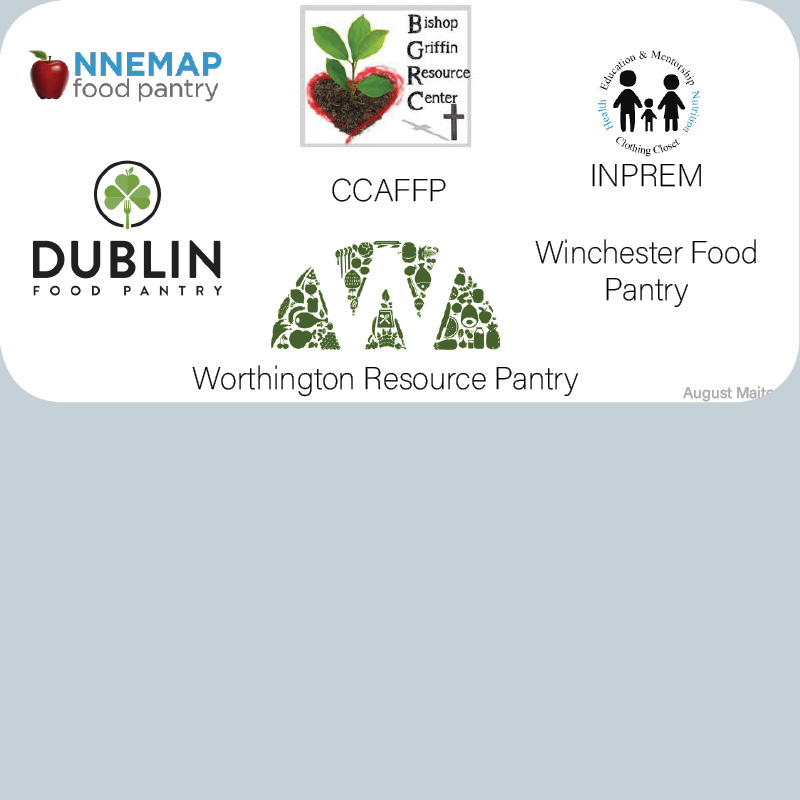 NNEMAP
food pantry
Bishop
Griffin
Resource
Center
Education & Mentorship
Health
Nutrition
Clothing Closet
CCAFFP
INPREM
DUBLIN
FOOD PANTRY
Winchester Food
Pantry
Worthington Resource Pantry
August